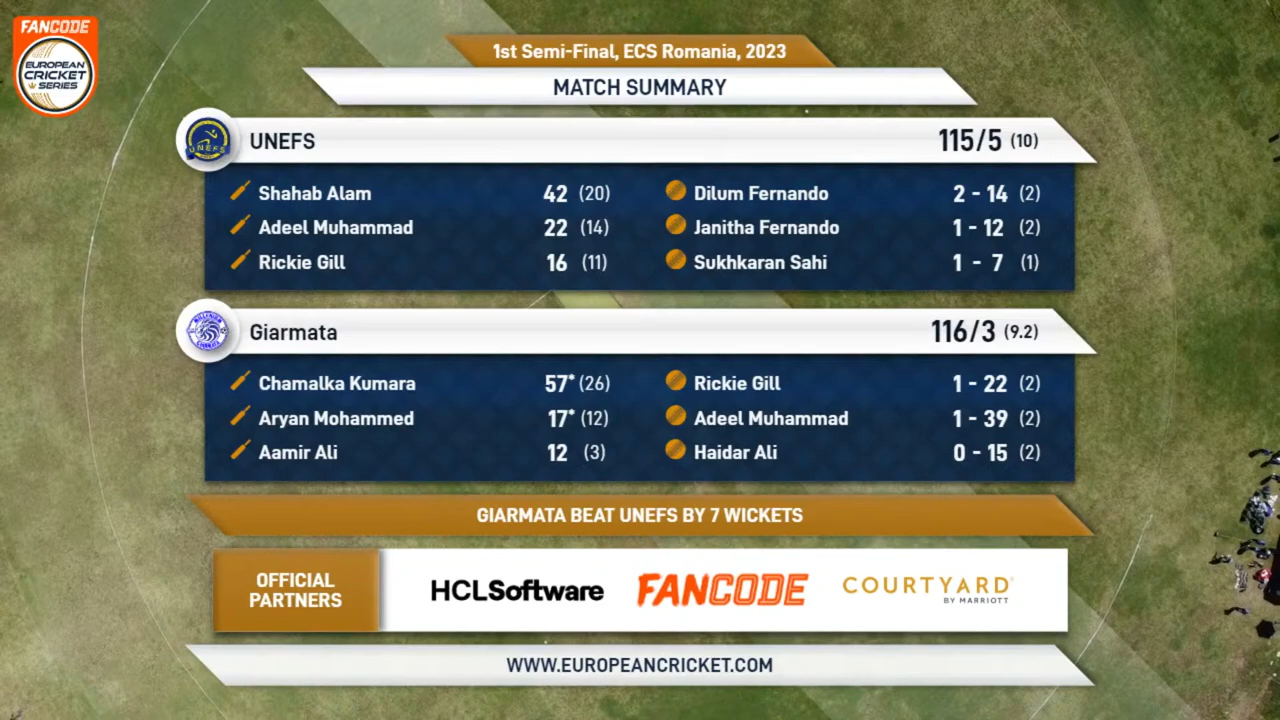 FANCODE
EUROPEAN
CRICKET
SERIES
1st Semi-Final, ECS Romania, 2023
MATCH SUMMARY
UNEFS
UNEFS 115/5 (10)
Shahab Alam 42 (20) Dilum Fernando 2 - 14 (2)
Adeel Muhammad 22 (14) Janitha Fernando 1 - 12 (2)
Rickie Gill 16 (11) Sukhkaran Sahi 1 - 7 (1)
MILLENIUM
GIARMATA
Giarmata 116/3 (9.2)
Chamalka Kumara 57* (26) Rickie Gill 1 - 22 (2)
Aryan Mohammed 17* (12) Adeel Muhammad 1 - 39 (2)
Aamir Ali 12 (3) Haidar Ali 0 - 15 (2)
GIARMATA BEAT UNEFS BY 7 WICKETS
OFFICIAL
PARTNERS
HCLSoftware FANCODE COURTYARD
BY MARRIOTT
WWW.EUROPEANCRICKET.COM